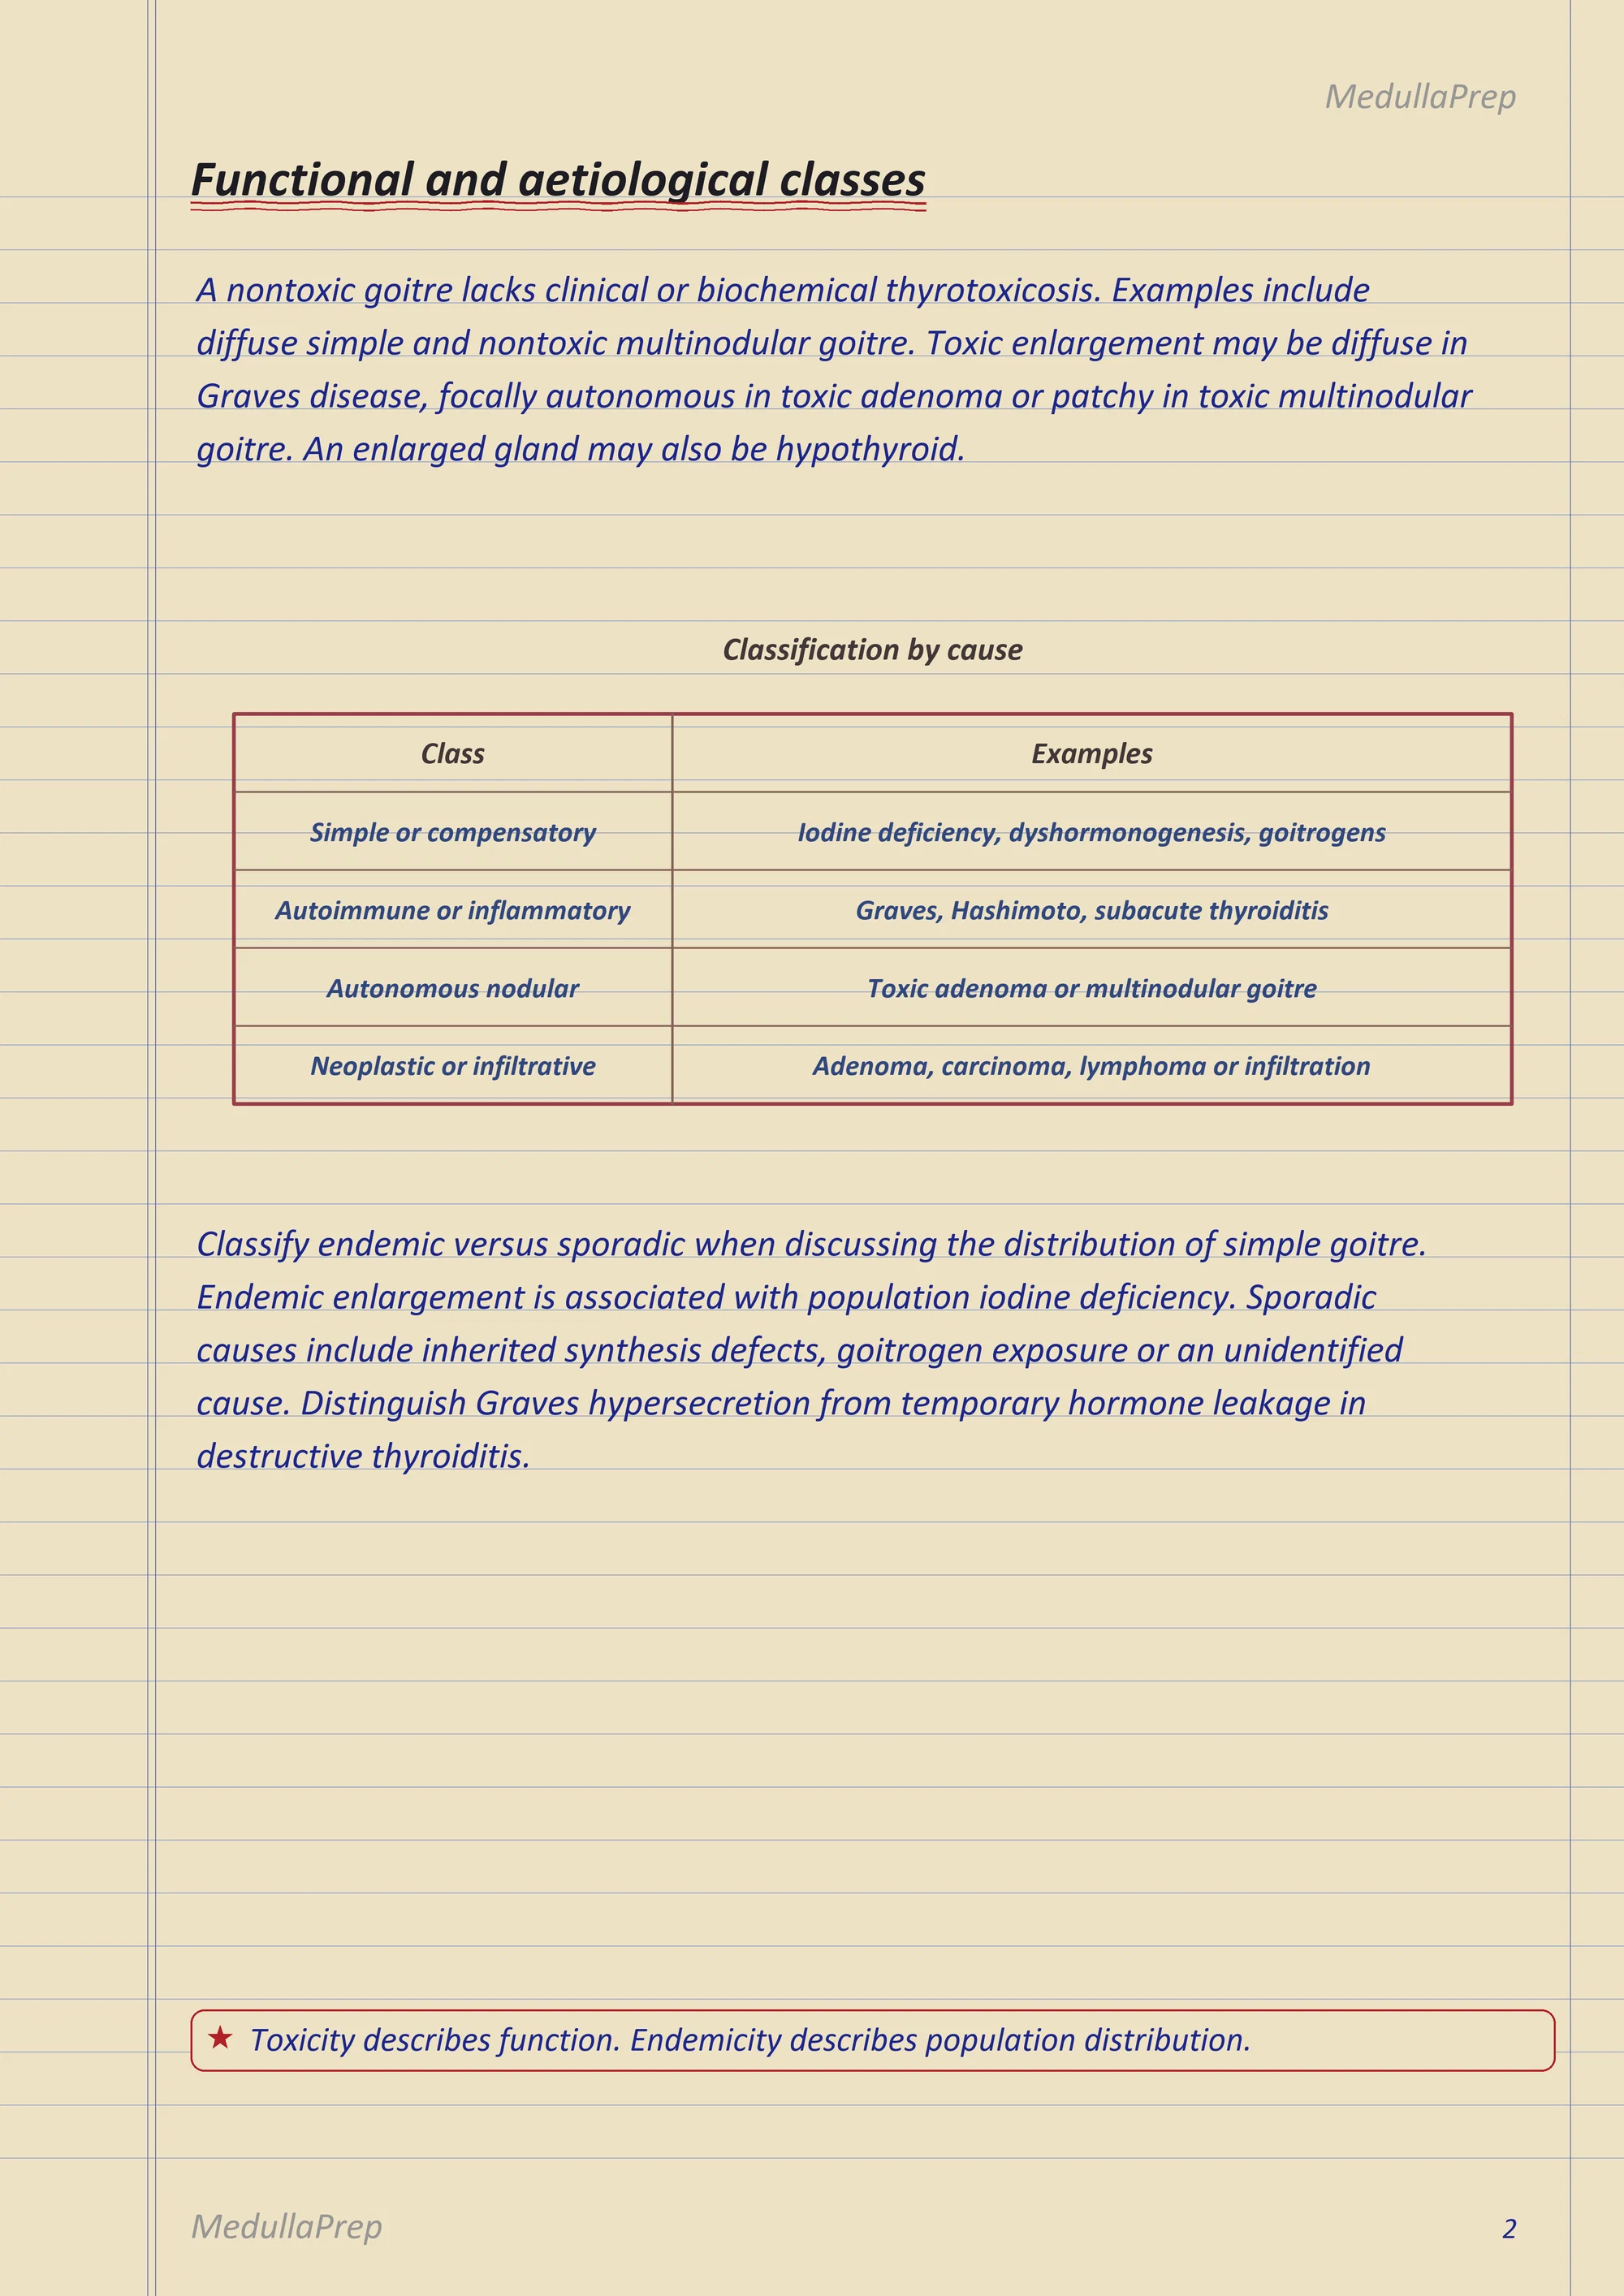 MedullaPrep
Functional and aetiological classes
A nontoxic goitre lacks clinical or biochemical thyrotoxicosis. Examples include
diffuse simple and nontoxic multinodular goitre. Toxic enlargement may be diffuse in
Graves disease, focally autonomous in toxic adenoma or patchy in toxic multinodular
goitre. An enlarged gland may also be hypothyroid.
Classification by cause
Class Examples
Simple or compensatory Iodine deficiency, dyshormonogenesis, goitrogens
Autoimmune or inflammatory Graves, Hashimoto, subacute thyroiditis
Autonomous nodular Toxic adenoma or multinodular goitre
Neoplastic or infiltrative Adenoma, carcinoma, lymphoma or infiltration
Classify endemic versus sporadic when discussing the distribution of simple goitre.
Endemic enlargement is associated with population iodine deficiency. Sporadic
causes include inherited synthesis defects, goitrogen exposure or an unidentified
cause. Distinguish Graves hypersecretion from temporary hormone leakage in
destructive thyroiditis.
★ Toxicity describes function. Endemicity describes population distribution.
MedullaPrep 2